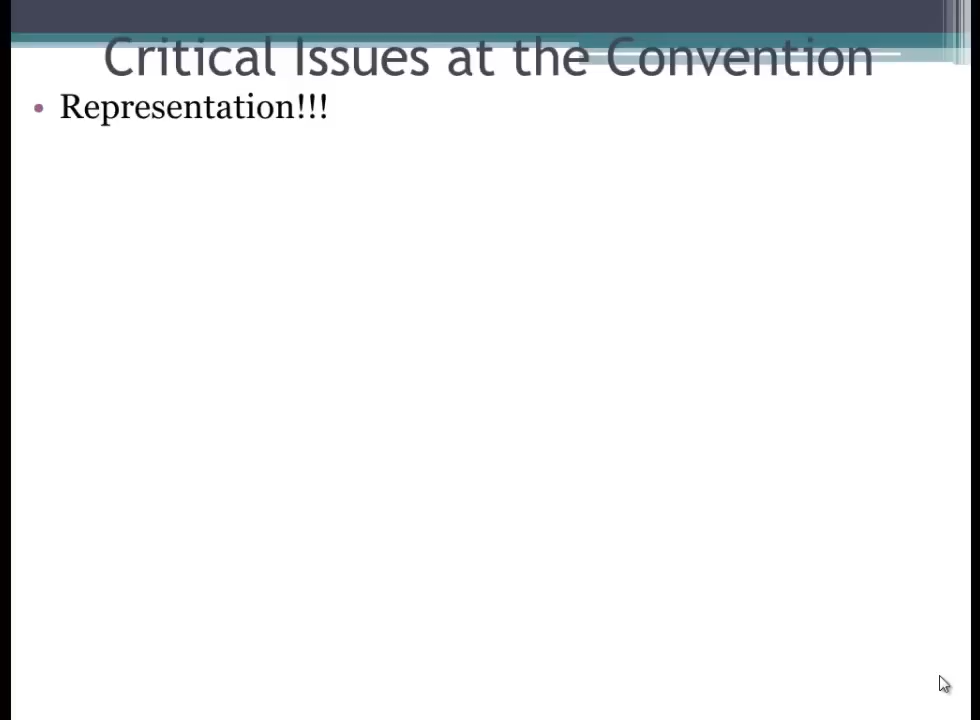 Critical Issues at the Convention
• Representation!!!